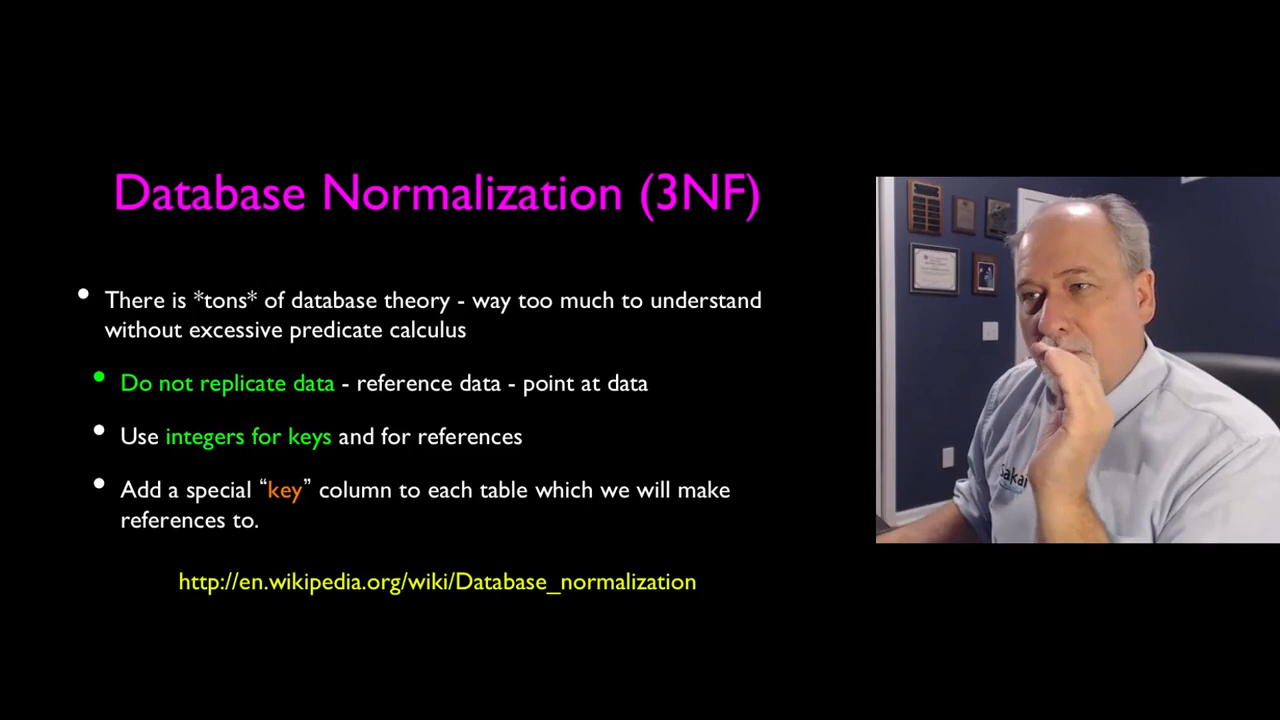 Database Normalization (3NF)
• There is *tons* of database theory - way too much to understand
without excessive predicate calculus
• Do not replicate data - reference data - point at data
• Use integers for keys and for references
• Add a special “key” column to each table which we will make
references to.
http://en.wikipedia.org/wiki/Database_normalization
Sakai